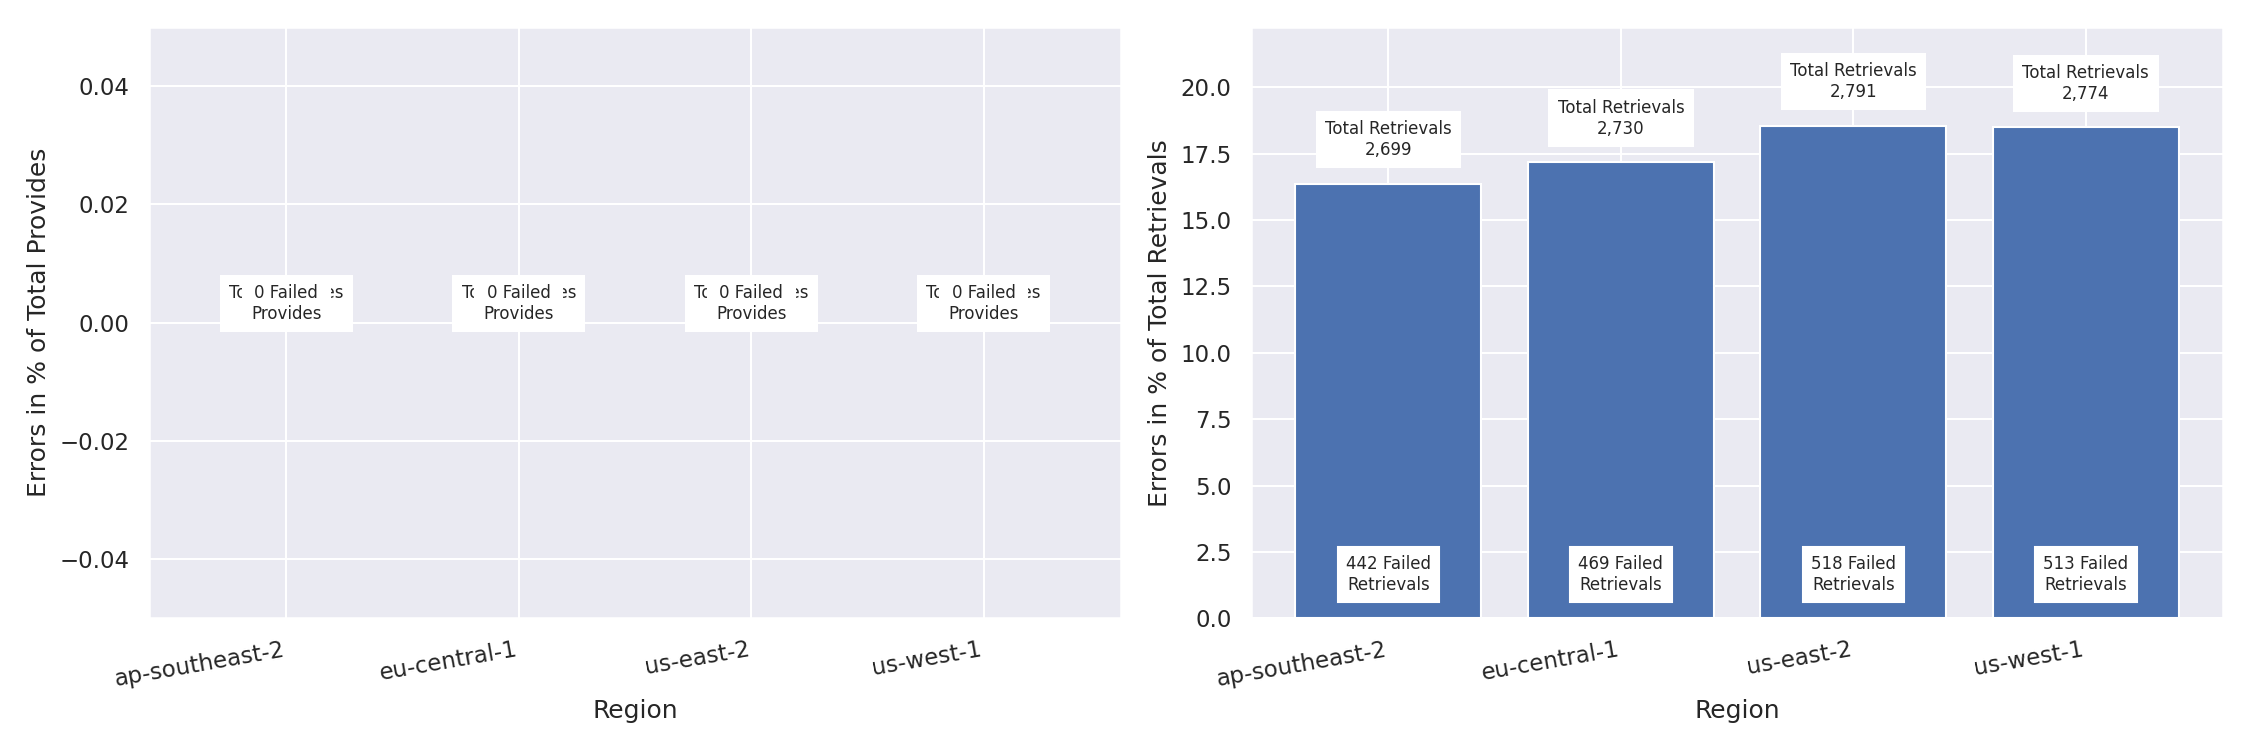 Errors in % of Total Provides
0.04
0.02
0.00
−0.02
−0.04
0 Failed
Provides
0 Failed
Provides
0 Failed
Provides
0 Failed
Provides
ap-southeast-2
eu-central-1
us-east-2
us-west-1
Region
Errors in % of Total Retrievals
20.0
17.5
15.0
12.5
10.0
7.5
5.0
2.5
0.0
Total Retrievals
2,699
Total Retrievals
2,730
Total Retrievals
2,791
Total Retrievals
2,774
442 Failed
Retrievals
469 Failed
Retrievals
518 Failed
Retrievals
513 Failed
Retrievals
ap-southeast-2
eu-central-1
us-east-2
us-west-1
Region